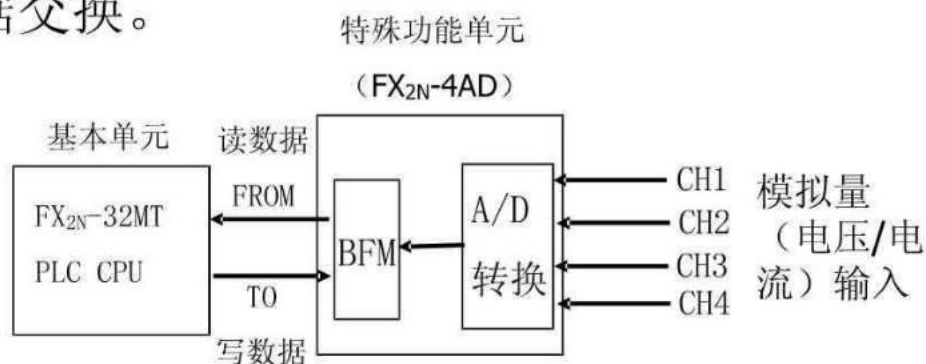 据交换。
特殊功能单元
（FX2N-4AD）
基本单元
读数据
FX2N-32MT
PLC CPU
FROM
TO
写数据
BFM
A/D
转换
CH1
CH2
CH3
CH4
模拟量
（电压/电
流）输入